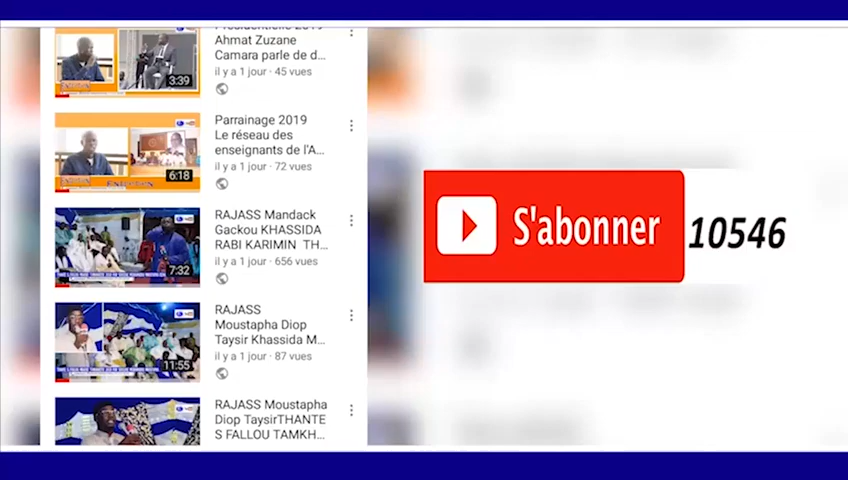 Présidentielle 2019
Ahmat Zuzane
Camara parle de d...
il y a 1 jour · 45 vues
3:39
Parrainage 2019
Le réseau des
enseignants de l'A...
il y a 1 jour · 72 vues
6:18
RAJASS Mandack
Gackou KHASSIDA
RABI KARIMIN TH...
il y a 1 jour · 656 vues
7:32
RAJASS
Moustapha Diop
Taysir Khassida M...
il y a 1 jour · 87 vues
11:55
RAJASS Moustapha
Diop TaysirTHANTE
S FALLOU TAMKH...
S'abonner
10546